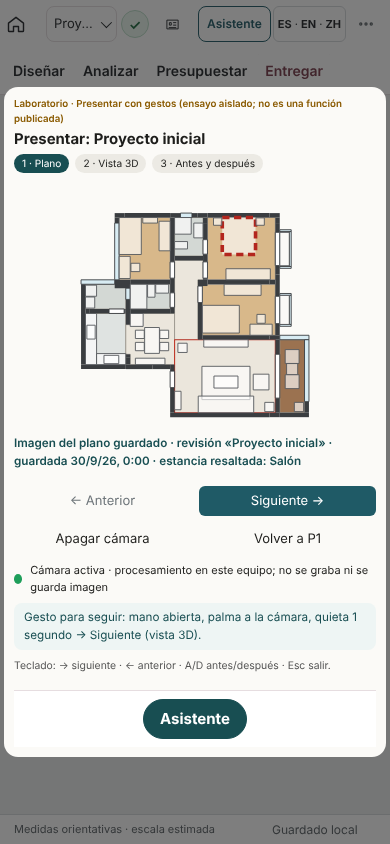 Proy...
Asistente
ES · EN · ZH
Diseñar
Analizar
Presupuestar
Entregar
Laboratorio · Presentar con gestos (ensayo aislado; no es una función
publicada)
Presentar: Proyecto inicial
1 · Plano
2 · Vista 3D
3 · Antes y después
Imagen del plano guardado · revisión «Proyecto inicial» ·
guardada 30/9/26, 0:00 · estancia resaltada: Salón
← Anterior
Siguiente →
Apagar cámara
Volver a P1
Cámara activa · procesamiento en este equipo; no se graba ni se
guarda imagen
Gesto para seguir: mano abierta, palma a la cámara, quieta 1
segundo → Siguiente (vista 3D).
Teclado: → siguiente · ← anterior · A/D antes/después · Esc salir.
Asistente
Medidas orientativas · escala estimada
Guardado local